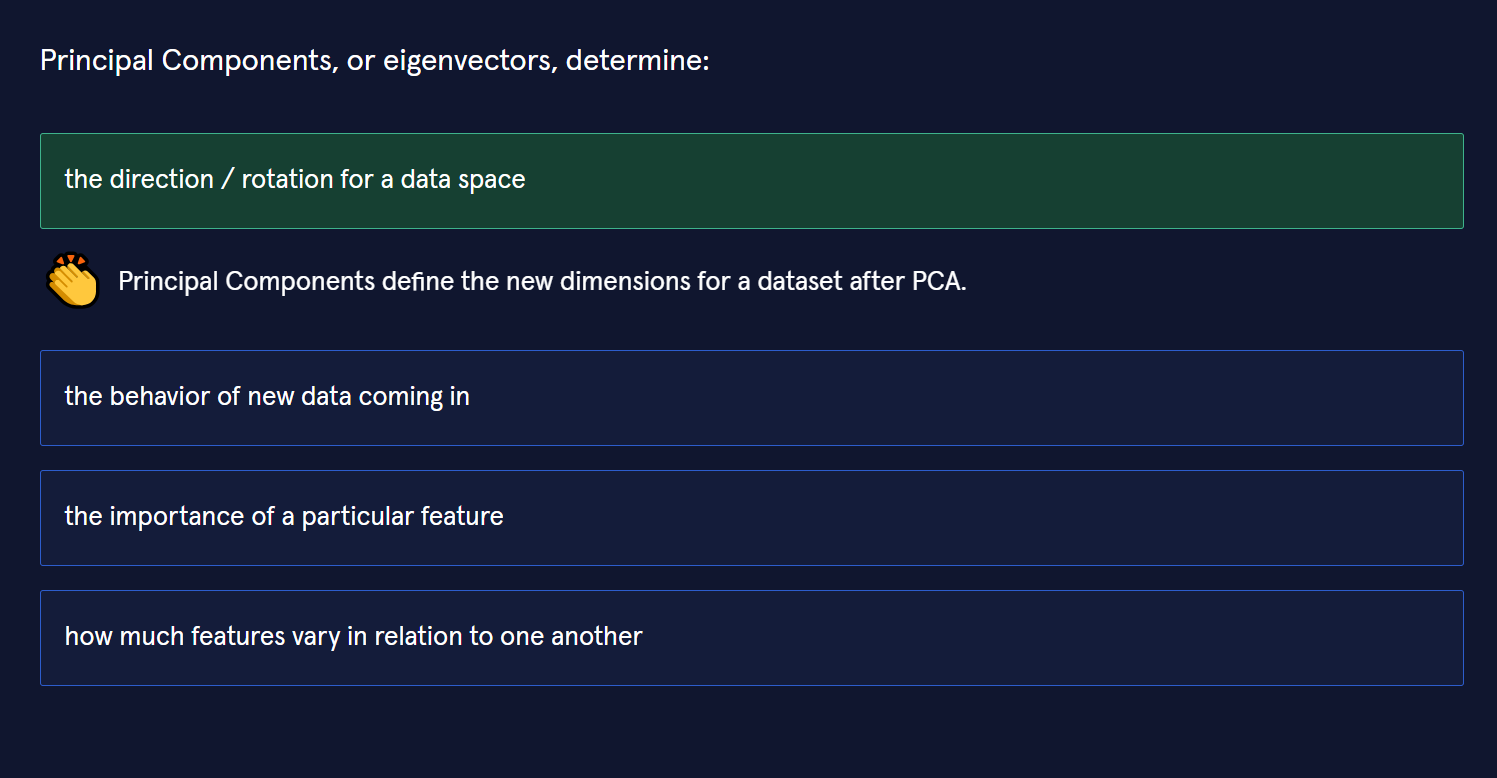 Principal Components, or eigenvectors, determine:
the direction / rotation for a data space
Principal Components define the new dimensions for a dataset after PCA.
the behavior of new data coming in
the importance of a particular feature
how much features vary in relation to one another